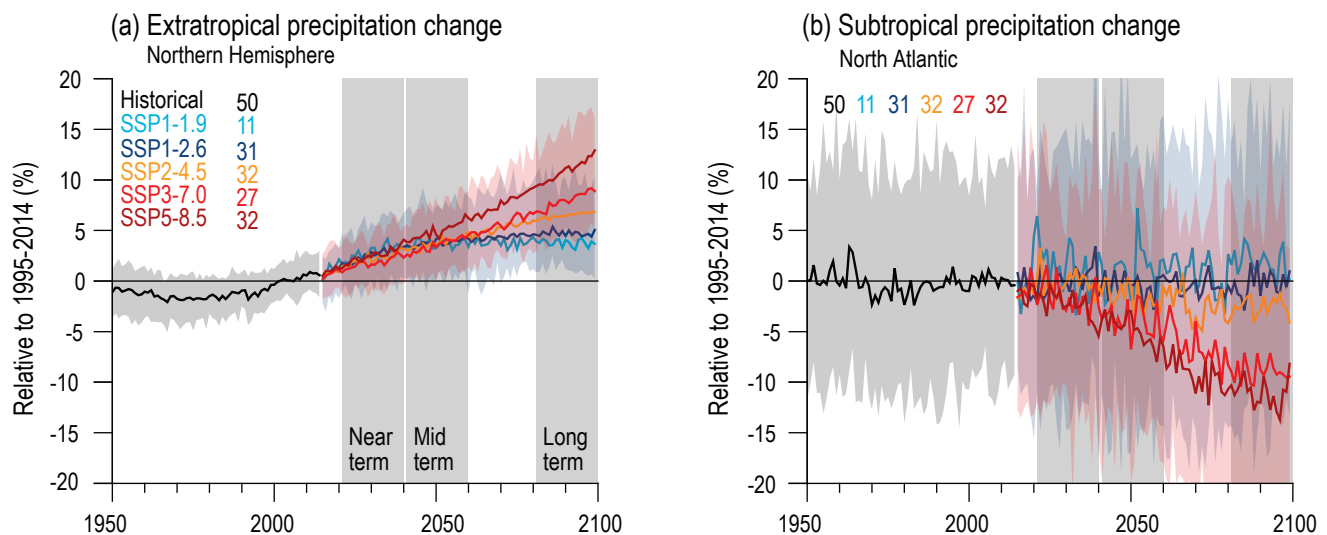 (a) Extratropical precipitation change
Northern Hemisphere
Relative to 1995-2014 (%)
20
15
10
5
0
-5
-10
-15
-20
Historical 50
SSP1-1.9 11
SSP1-2.6 31
SSP2-4.5 32
SSP3-7.0 27
SSP5-8.5 32
Near term
Mid term
Long term
1950 2000 2050 2100
(b) Subtropical precipitation change
North Atlantic
Relative to 1995-2014 (%)
20
15
10
5
0
-5
-10
-15
-20
50 11 31 32 27 32
1950 2000 2050 2100